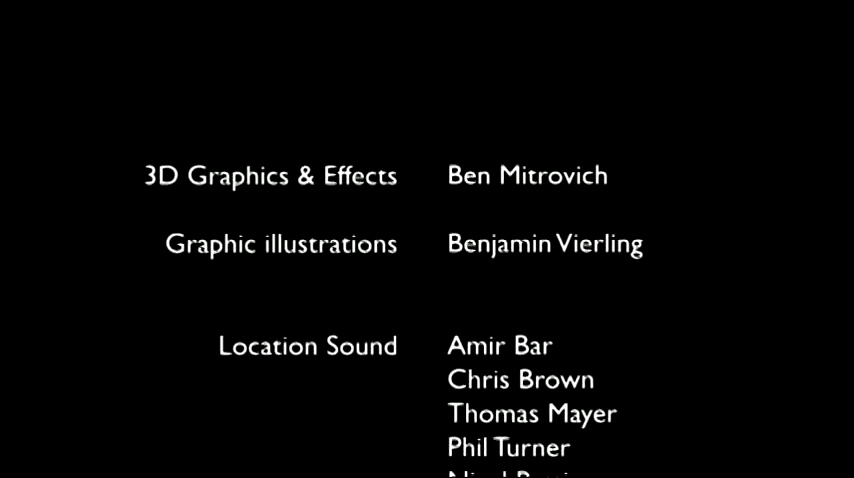 3D Graphics & Effects Ben Mitrovich
Graphic illustrations Benjamin Vierling
Location Sound Amir Bar
Chris Brown
Thomas Mayer
Phil Turner